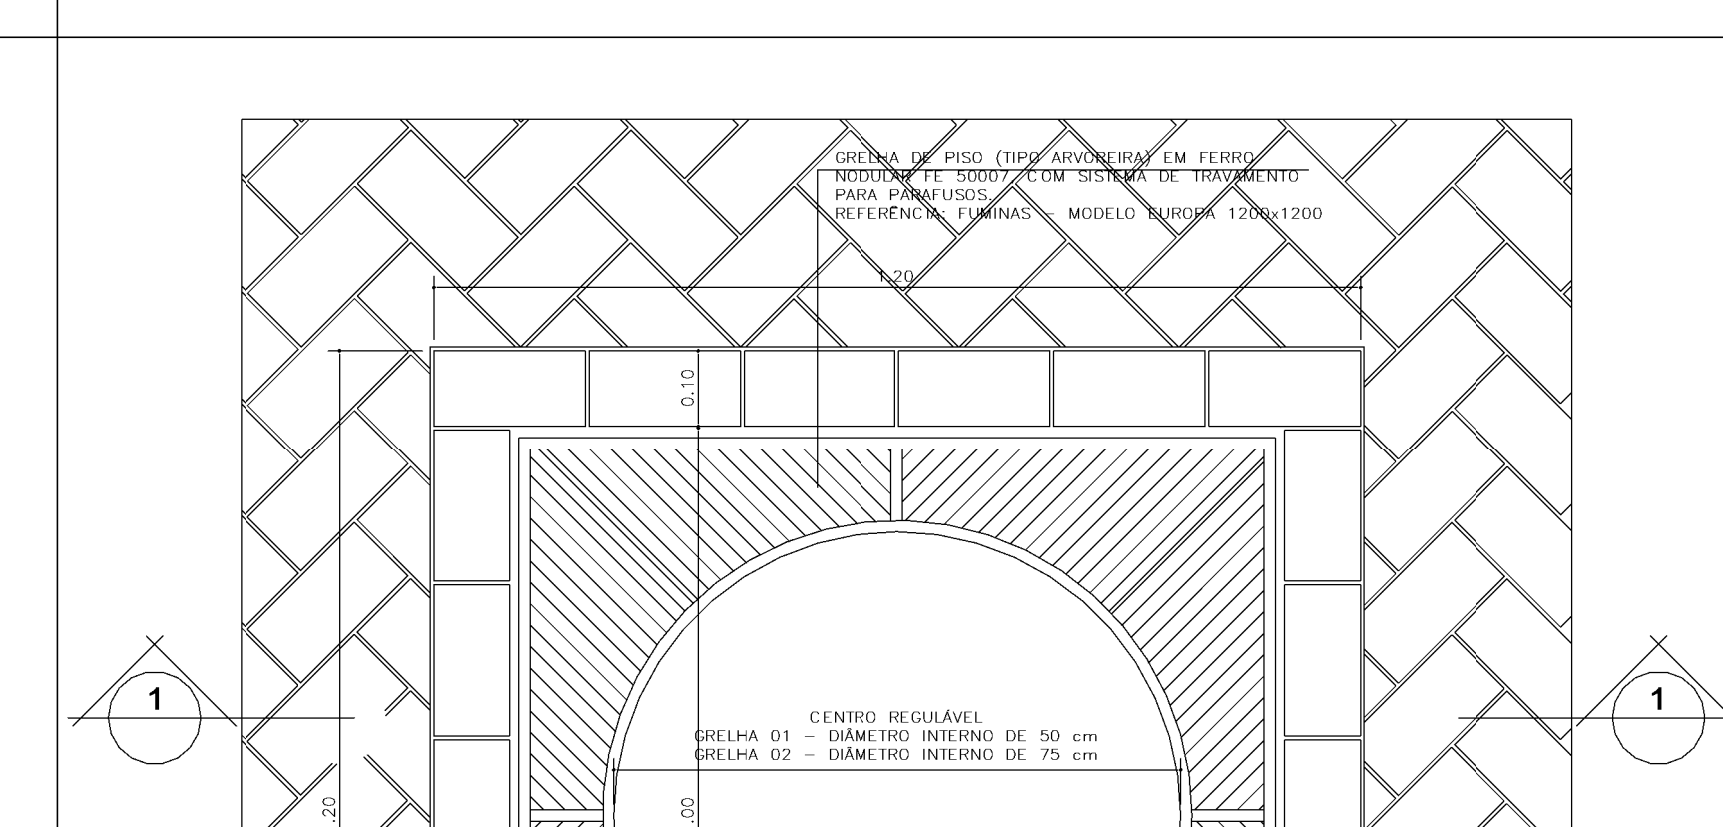 GRELHA DE PISO (TIPO ARVOREIRA) EM FERRO
NODULAR FE 50007, COM SISTEMA DE TRAVAMENTO
PARA PARAFUSOS.
REFERÊNCIA: FUMINAS - MODELO EUROPA 1200x1200
1.20
0.10
1
1
CENTRO REGULÁVEL
GRELHA 01 - DIÂMETRO INTERNO DE 50 cm
GRELHA 02 - DIÂMETRO INTERNO DE 75 cm
.20
.00